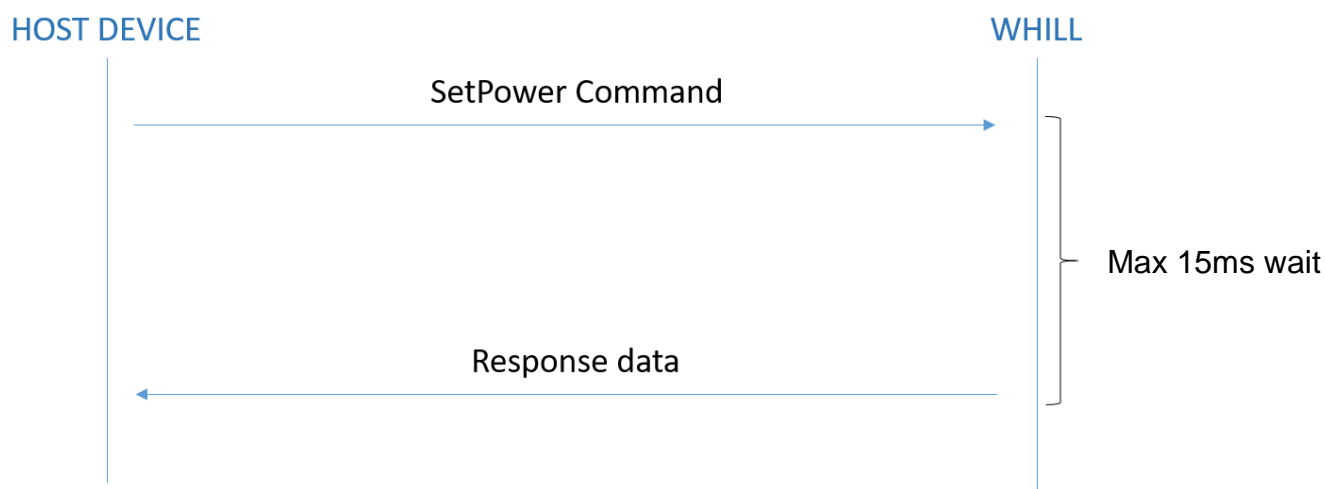 HOST DEVICE
WHILL
SetPower Command
Max 15ms wait
Response data